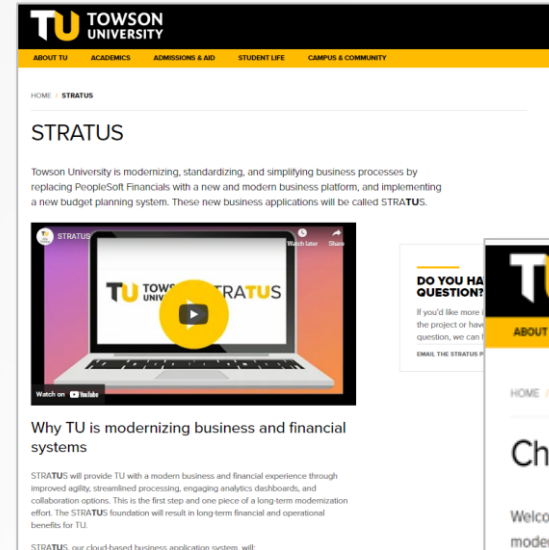 TU TOWSON
UNIVERSITY
ABOUT TU ACADEMICS ADMISSIONS & AID STUDENT LIFE CAMPUS & COMMUNITY
HOME / STRATUS
STRATUS
Towson University is modernizing, standardizing, and simplifying business processes by
replacing PeopleSoft Financials with a new and modern business platform, and implementing
a new budget planning system. These new business applications will be called STRATUS.
STRATUS
Watch later Share
TU
Watch on YouTube
DO YOU HA
QUESTION?
If you'd like more
the project or have
question, we can
EMAIL THE STRATUS P
Why TU is modernizing business and financial
systems
STRATUS will provide TU with a modern business and financial experience through
improved agility, streamlined processing, engaging analytics dashboards, and
collaboration options. This is the first step and one piece of a long-term modernization
effort. The STRATUS foundation will result in long-term financial and operational
benefits for TU.
STRATUS, our cloud-based business application system, will:
ABOUT
HOME /
Ch
Welco
moder